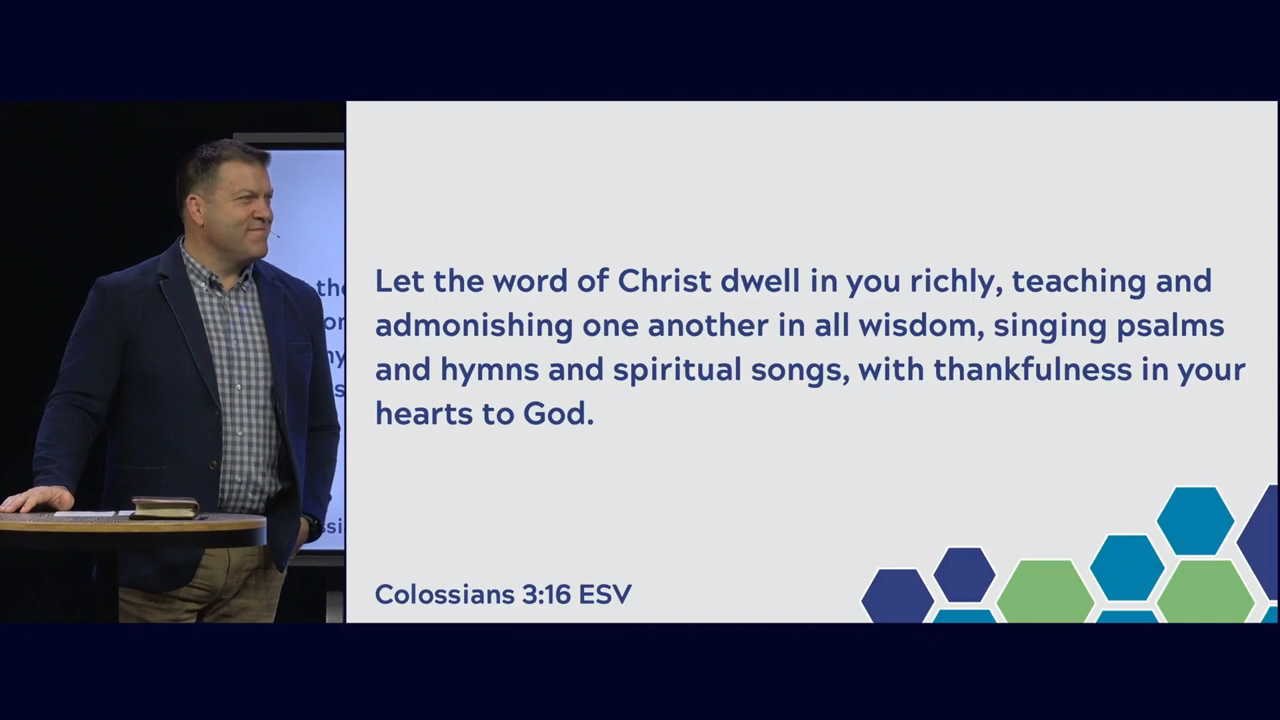 Let the word of Christ dwell in you richly, teaching and
admonishing one another in all wisdom, singing psalms
and hymns and spiritual songs, with thankfulness in your
hearts to God.
Colossians 3:16 ESV